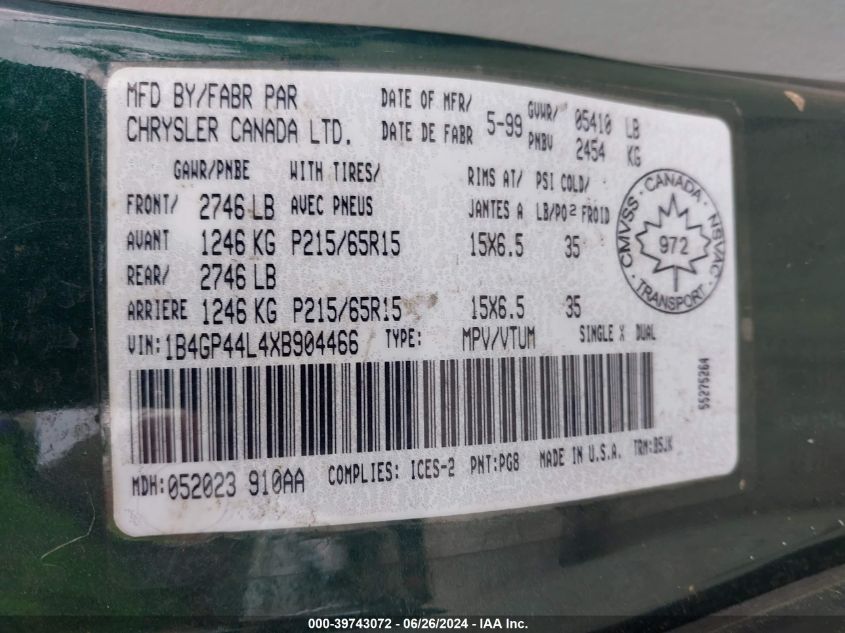 MFD BY/FABR PAR DATE OF MFR/ GVWR/ 05410 LB
CHRYSLER CANADA LTD. DATE DE FABR 5-99 PNBV 2454 KG
GAWR/PNBE WITH TIRES/ RIMS AT/ PSI COLD/
FRONT/ 2746 LB AVEC PNEUS JANTES A LB/PO² FROID
AVANT 1246 KG P215/65R15 15X6.5 35
REAR/ 2746 LB
ARRIERE 1246 KG P215/65R15 15X6.5 35
VIN:1B4GP44L4XB904466 TYPE: MPV/VTUM SINGLE X DUAL
MDH:052023 910AA COMPLIES: ICES-2 PNT:PG8 MADE IN U.S.A. TRM:B5JK
55275264
CANADA · NSVAC · TRANSPORT · CMVSS
972
000-39743072 / 06/26/2024 - IAA Inc.